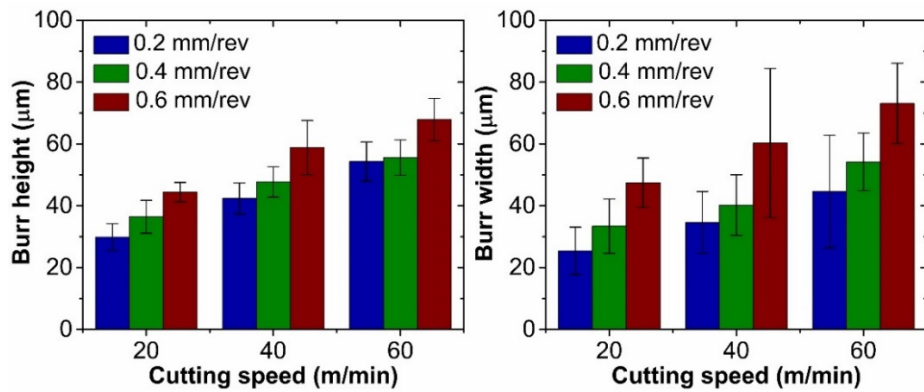 Burr height (μm)
100
80
60
40
20
0
0.2 mm/rev
0.4 mm/rev
0.6 mm/rev
20
40
60
Cutting speed (m/min)
Burr width (μm)
100
80
60
40
20
0
0.2 mm/rev
0.4 mm/rev
0.6 mm/rev
20
40
60
Cutting speed (m/min)